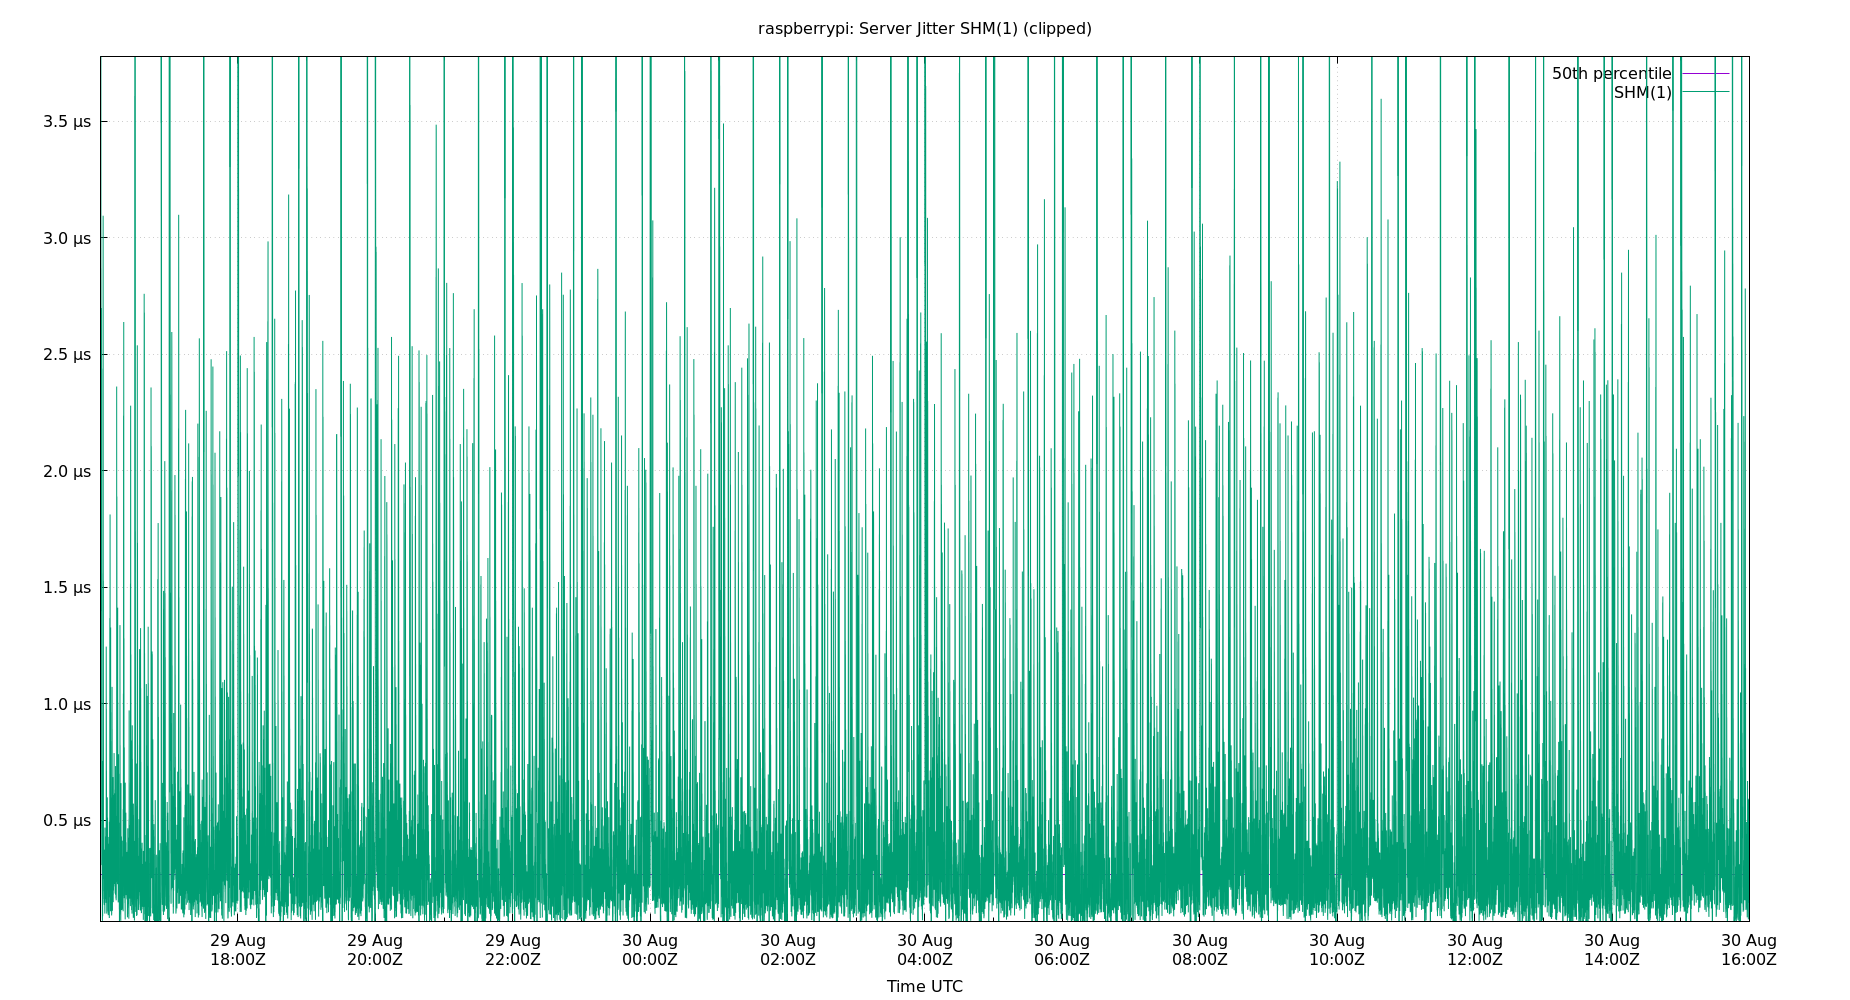 raspberrypi: Server Jitter SHM(1) (clipped)
50th percentile
SHM(1)
3.5 µs
3.0 µs
2.5 µs
2.0 µs
1.5 µs
1.0 µs
0.5 µs
29 Aug 29 Aug 29 Aug 30 Aug 30 Aug 30 Aug 30 Aug 30 Aug 30 Aug 30 Aug 30 Aug 30 Aug
18:00Z 20:00Z 22:00Z 00:00Z 02:00Z 04:00Z 06:00Z 08:00Z 10:00Z 12:00Z 14:00Z 16:00Z
Time UTC